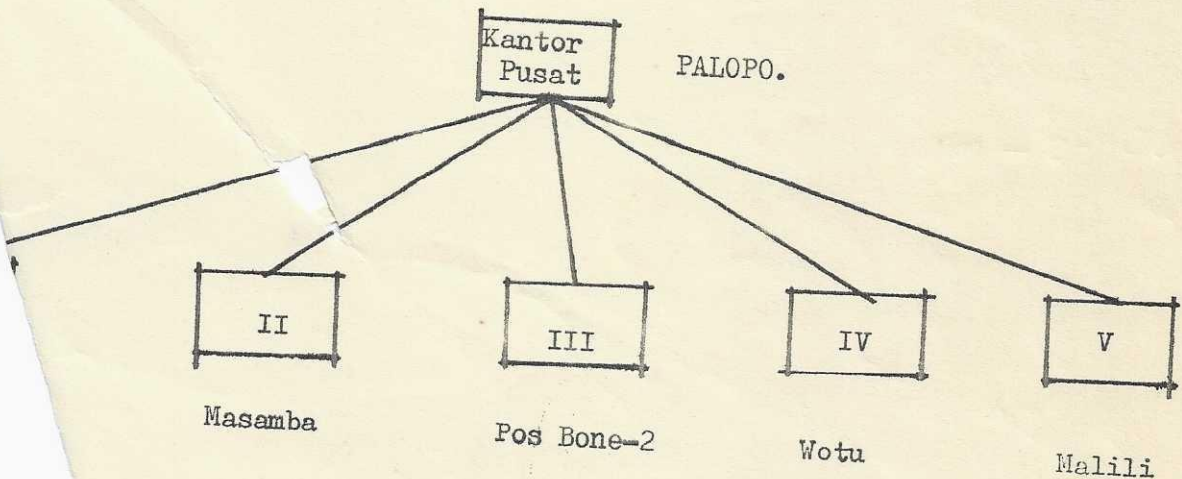 Kantor
Pusat
PALOPO.
II
III
IV
V
Masamba
Pos Bone-2
Wotu
Malili